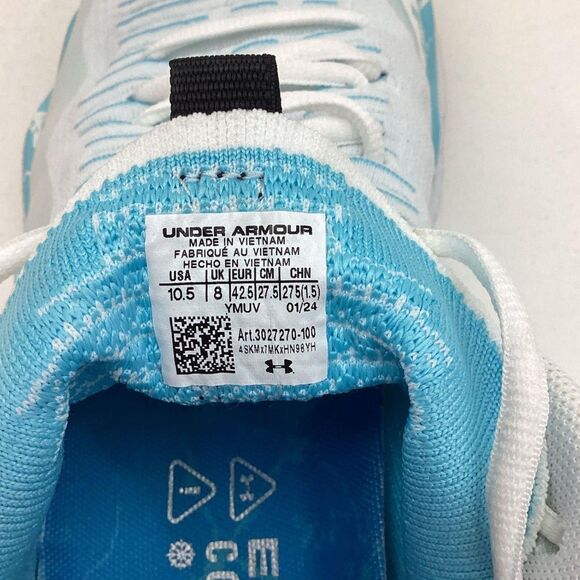 UNDER ARMOUR
MADE IN VIETNAM
FABRIQUÉ AU VIETNAM
HECHO EN VIETNAM
USA UK EUR CM CHN
10.5 8 42.5 27.5 275(1.5)
YMUV 01/24
Art.3027270-100
4SKMx7MKxHN98YH